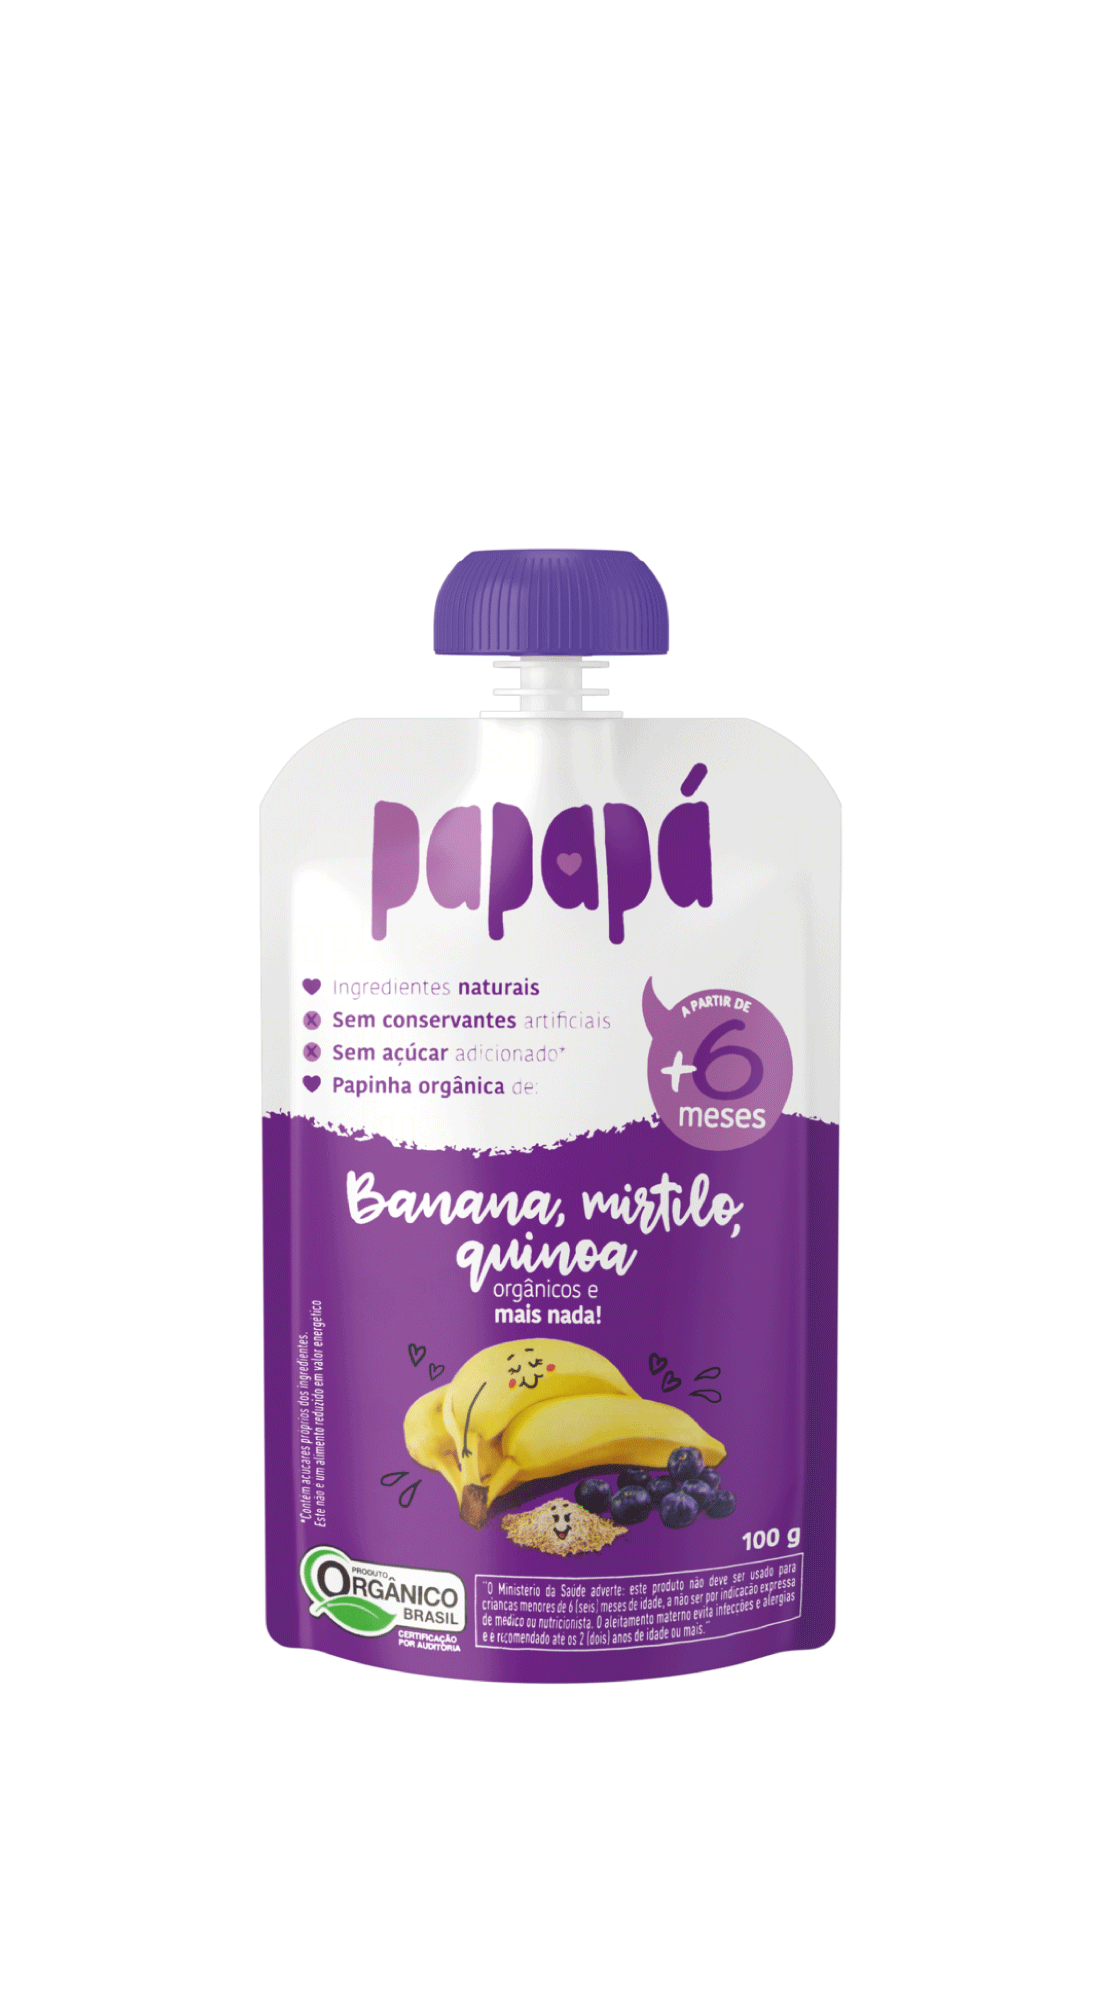 papapá
Ingredientes naturais
Sem conservantes artificiais
Sem açúcar adicionado*
Papinha orgânica de:
A PARTIR DE
+6
meses
Banana, mirtilo,
quinoa
orgânicos e
mais nada!
*Contém açucares próprios dos ingredientes.
Este não e um alimento reduzido em valor energético
100 g
PRODUTO
ORGÂNICO
BRASIL
CERTIFICAÇÃO
POR AUDITORIA
"O Ministerio da Saúde adverte: este produto não deve ser usado para
criancas menores de 6 (seis) meses de idade, a não ser por indicação expressa
de medico ou nutricionista. O aleitamento materno evita infecções e alergias
e e recomendado até os 2 (dois) anos de idade ou mais."